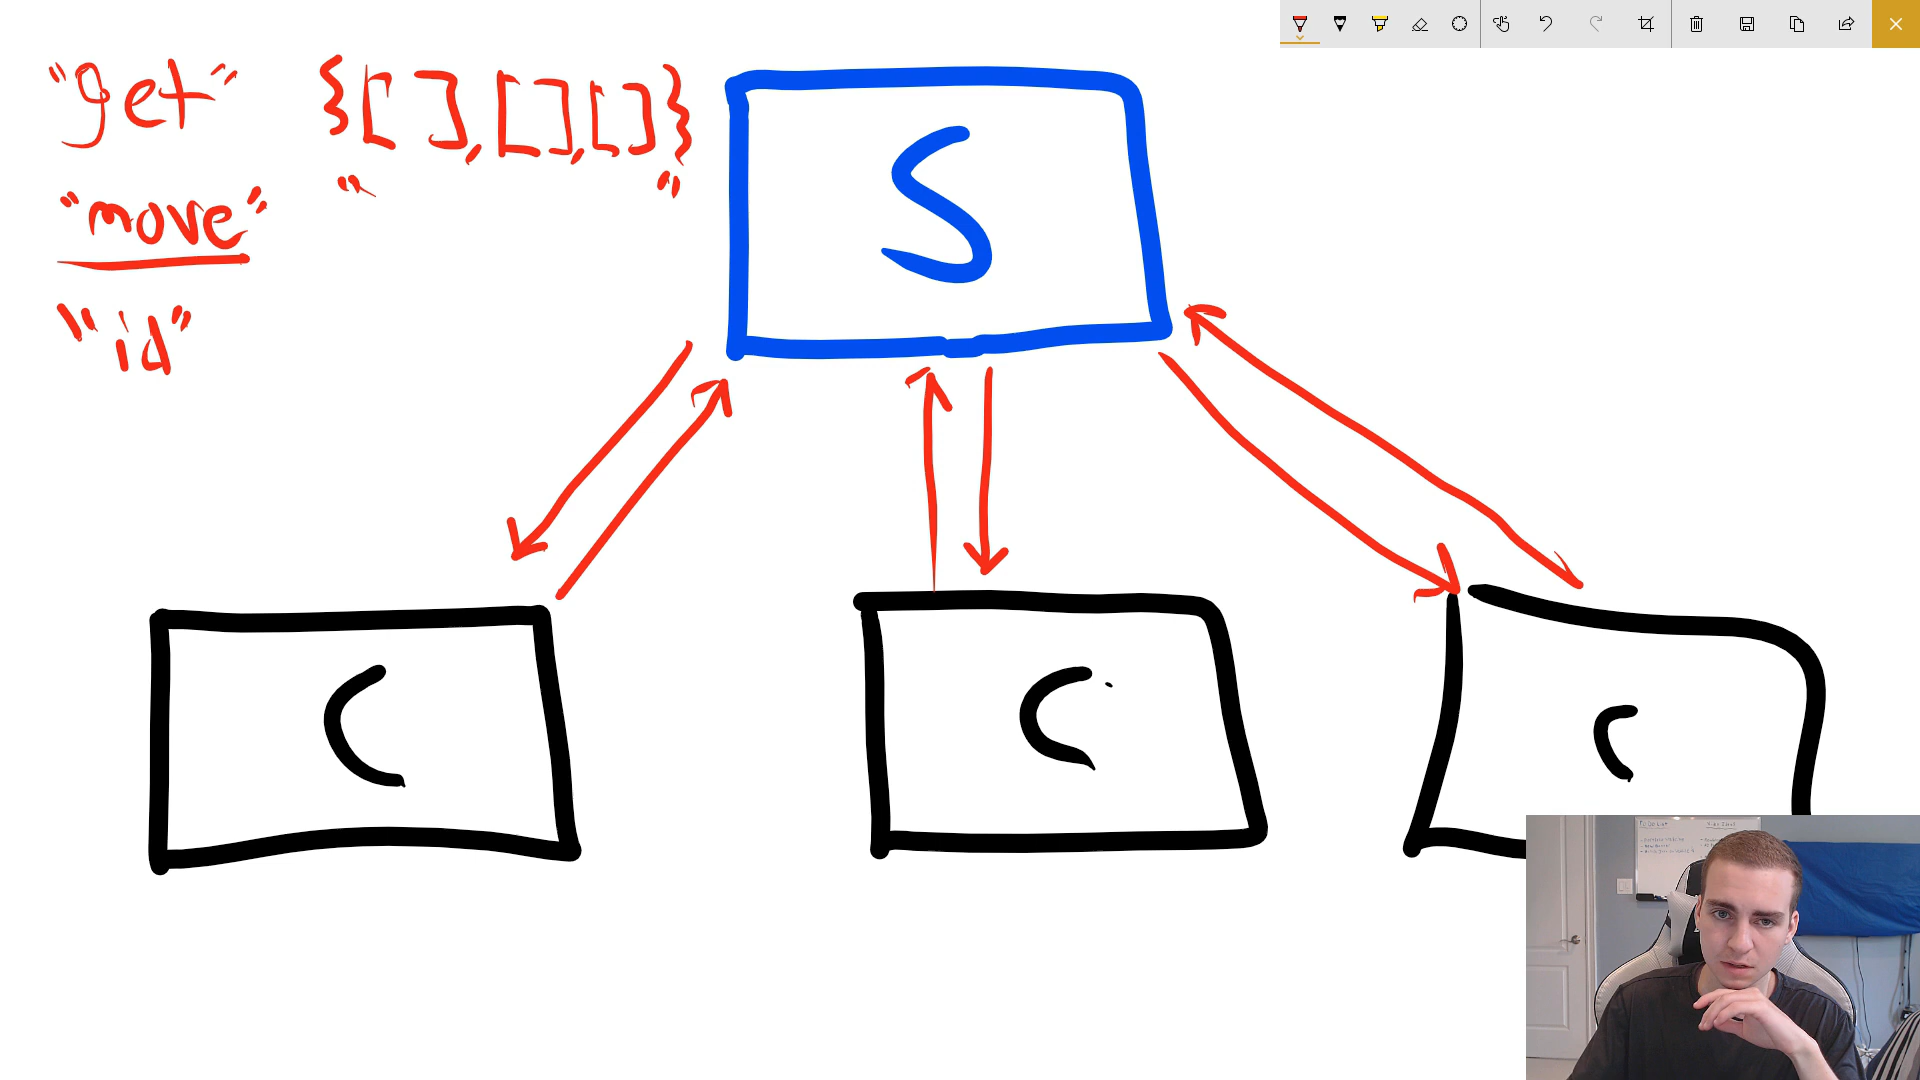 "get" {[ ],[ ],[ ]}
"move" " "
"id"
S
C C C